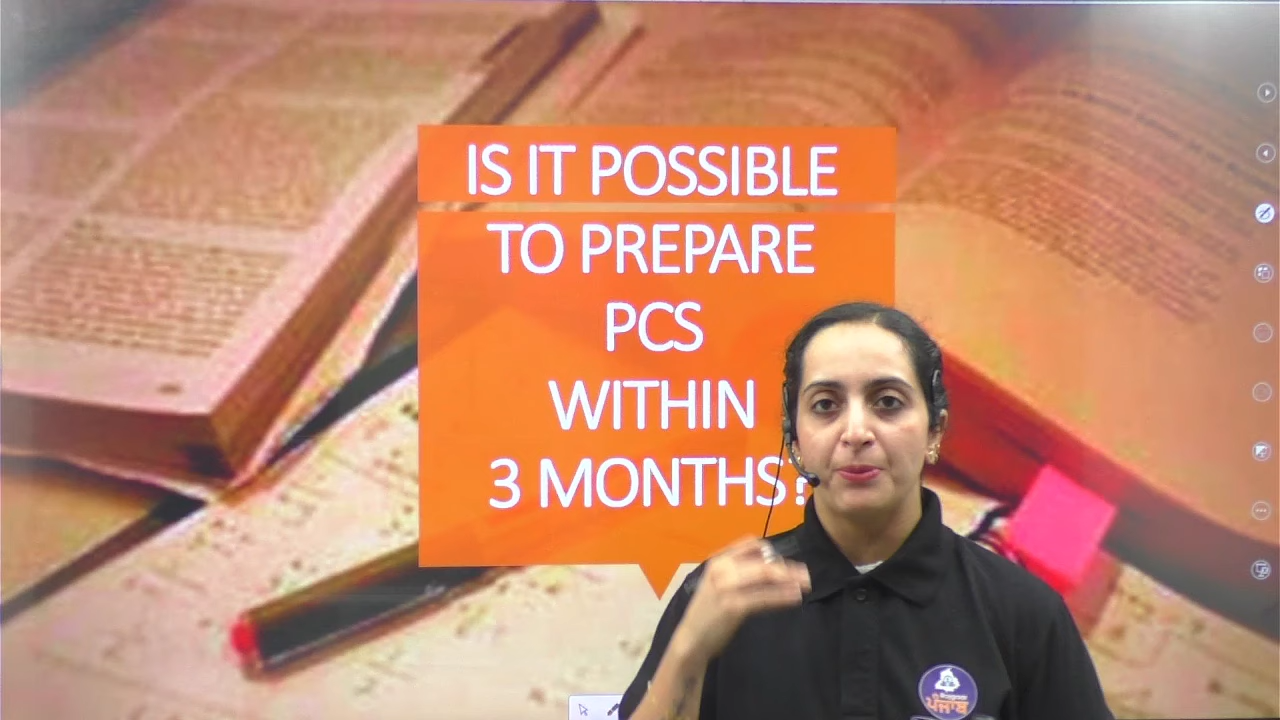 IS IT POSSIBLE
TO PREPARE
PCS
WITHIN
3 MONTHS?
ਪੰਜਾਬ